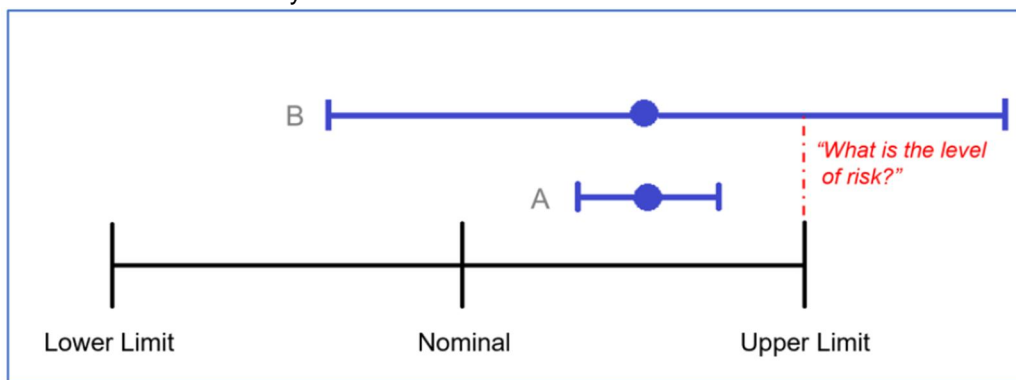 B
“What is the level
of risk?”
A
Lower Limit
Nominal
Upper Limit